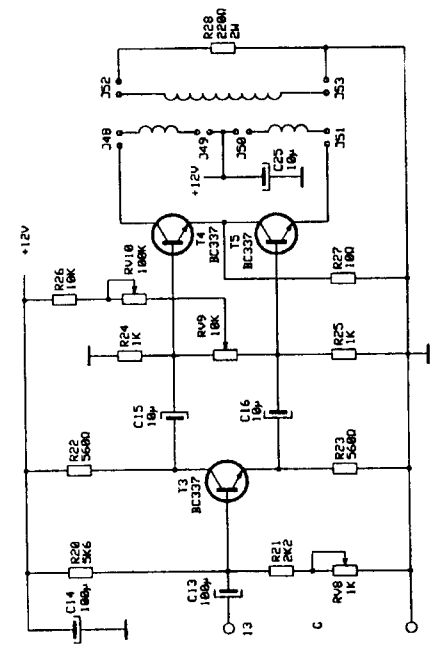 +12V
C14
100µ
R20
5K6
R22
560Ω
R26
10K
RV10
100K
R24
1K
C15
10µ
T4
BC337
J48
J52
R28
220Ω
2W
J49
+12V
J50
C25
10µ
J53
J51
T3
BC337
RV9
10K
T5
BC337
C13
100µ
13
C16
10µ
R21
2K2
R23
560Ω
R25
1K
R27
10Ω
RV8
1K
G